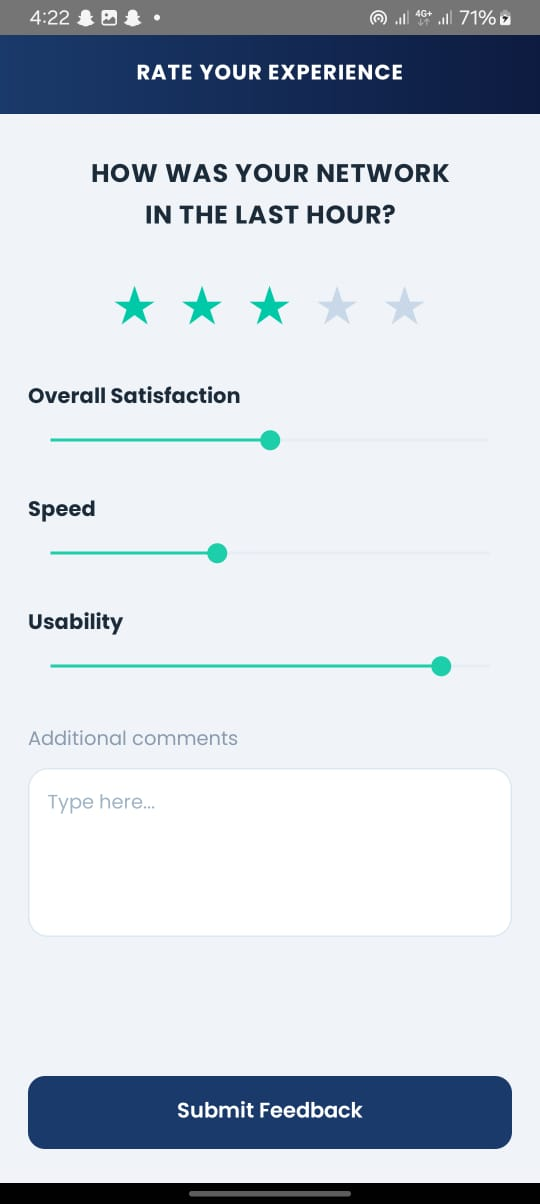 4:22
4G+
71%
RATE YOUR EXPERIENCE
HOW WAS YOUR NETWORK
IN THE LAST HOUR?
Overall Satisfaction
Speed
Usability
Additional comments
Type here...
Submit Feedback